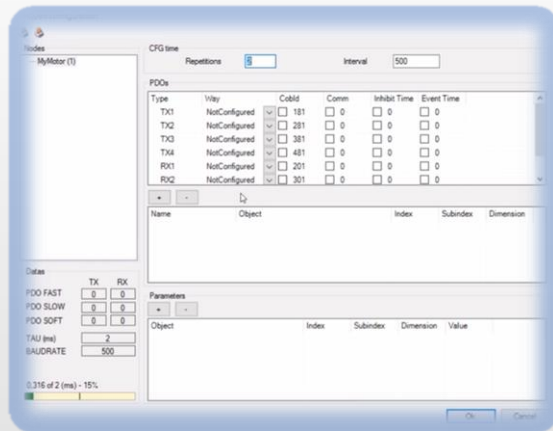 Nodes
MyMotor (1)
CFG time
Repetitions 2 Interval 500
PDOs
Type Way CobId Comm Inhibit Time Event Time
TX1 NotConfigured 181 0 0 0
TX2 NotConfigured 281 0 0 0
TX3 NotConfigured 381 0 0 0
TX4 NotConfigured 481 0 0 0
RX1 NotConfigured 201 0 0 0
RX2 NotConfigured 301 0 0 0
+ -
Name Object Index Subindex Dimension
Datas
TX RX
PDO FAST 0 0
PDO SLOW 0 0
PDO SOFT 0 0
TAU (ms) 2
BAUDRATE 500
0,316 of 2 (ms) - 15%
Parameters
+ -
Object Index Subindex Dimension Value
Ok Cancel